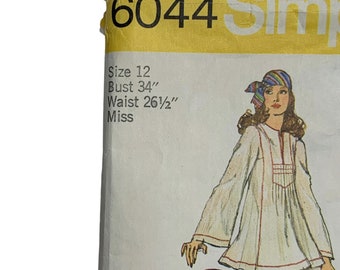 6044 Simp
Size 12
Bust 34"
Waist 26½"
Miss